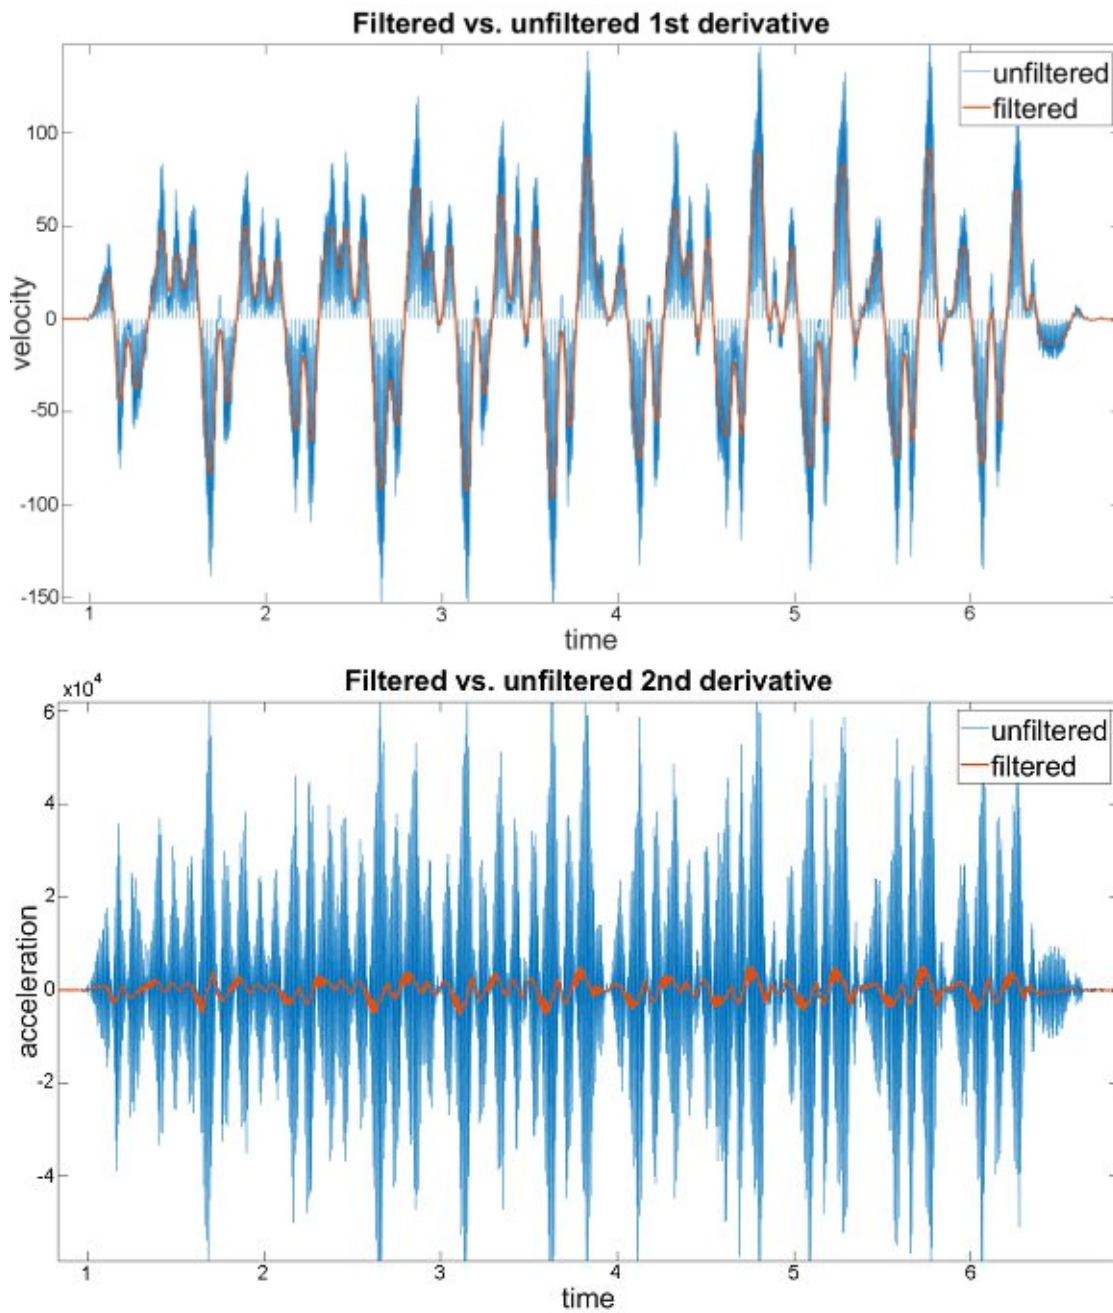 Filtered vs. unfiltered 1st derivative
unfiltered
filtered
100
50
0
-50
-100
-150
velocity
1 2 3 4 5 6
time
Filtered vs. unfiltered 2nd derivative
x10^4
unfiltered
filtered
6
4
2
0
-2
-4
acceleration
1 2 3 4 5 6
time